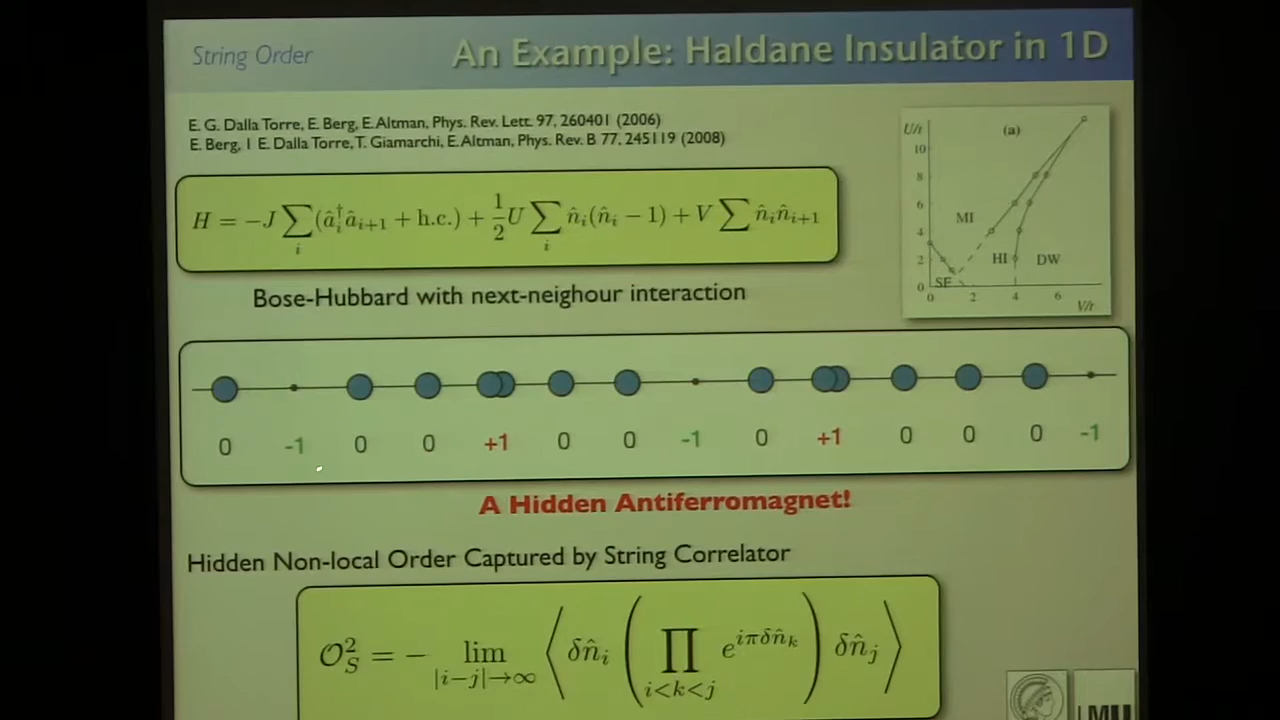 String Order
An Example: Haldane Insulator in 1D
E. G. Dalla Torre, E. Berg, E. Altman, Phys. Rev. Lett. 97, 260401 (2006)
E. Berg, I E. Dalla Torre, T. Giamarchi, E. Altman, Phys. Rev. B 77, 245119 (2008)
U/t
(a)
10
8
6
4
2
0
MI
HI
DW
SF
0 2 4 6
V/t
H = −J ∑_i (â_i^† â_{i+1} + h.c.) + 1/2 U ∑_i n̂_i(n̂_i − 1) + V ∑ n̂_i n̂_{i+1}
Bose-Hubbard with next-neighour interaction
0 -1 0 0 +1 0 0 -1 0 +1 0 0 0 -1
A Hidden Antiferromagnet!
Hidden Non-local Order Captured by String Correlator
𝒪_S^2 = − lim_{|i−j|→∞} ⟨ δn̂_i ( ∏_{i<k<j} e^{iπδn̂_k} ) δn̂_j ⟩
LMU